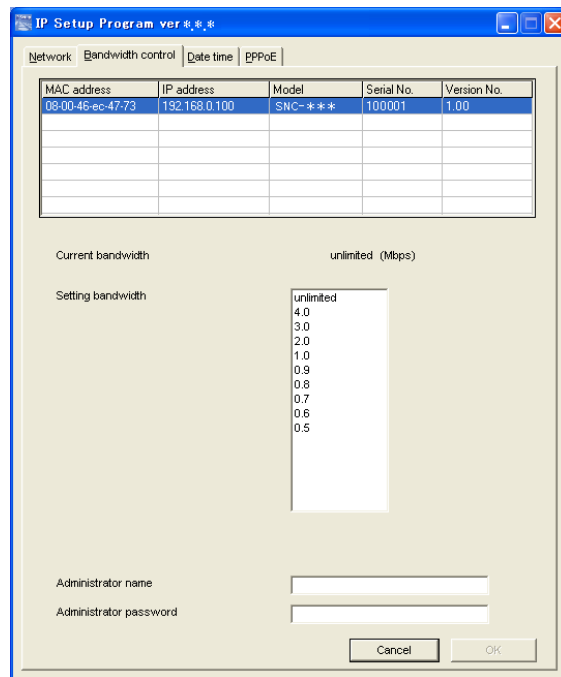 IP Setup Program ver*.*.*
Network Bandwidth control Date time PPPoE
MAC address IP address Model Serial No. Version No.
08-00-46-ec-47-73 192.168.0.100 SNC-*** 100001 1.00
Current bandwidth unlimited (Mbps)
Setting bandwidth
unlimited
4.0
3.0
2.0
1.0
0.9
0.8
0.7
0.6
0.5
Administrator name
Administrator password
Cancel OK